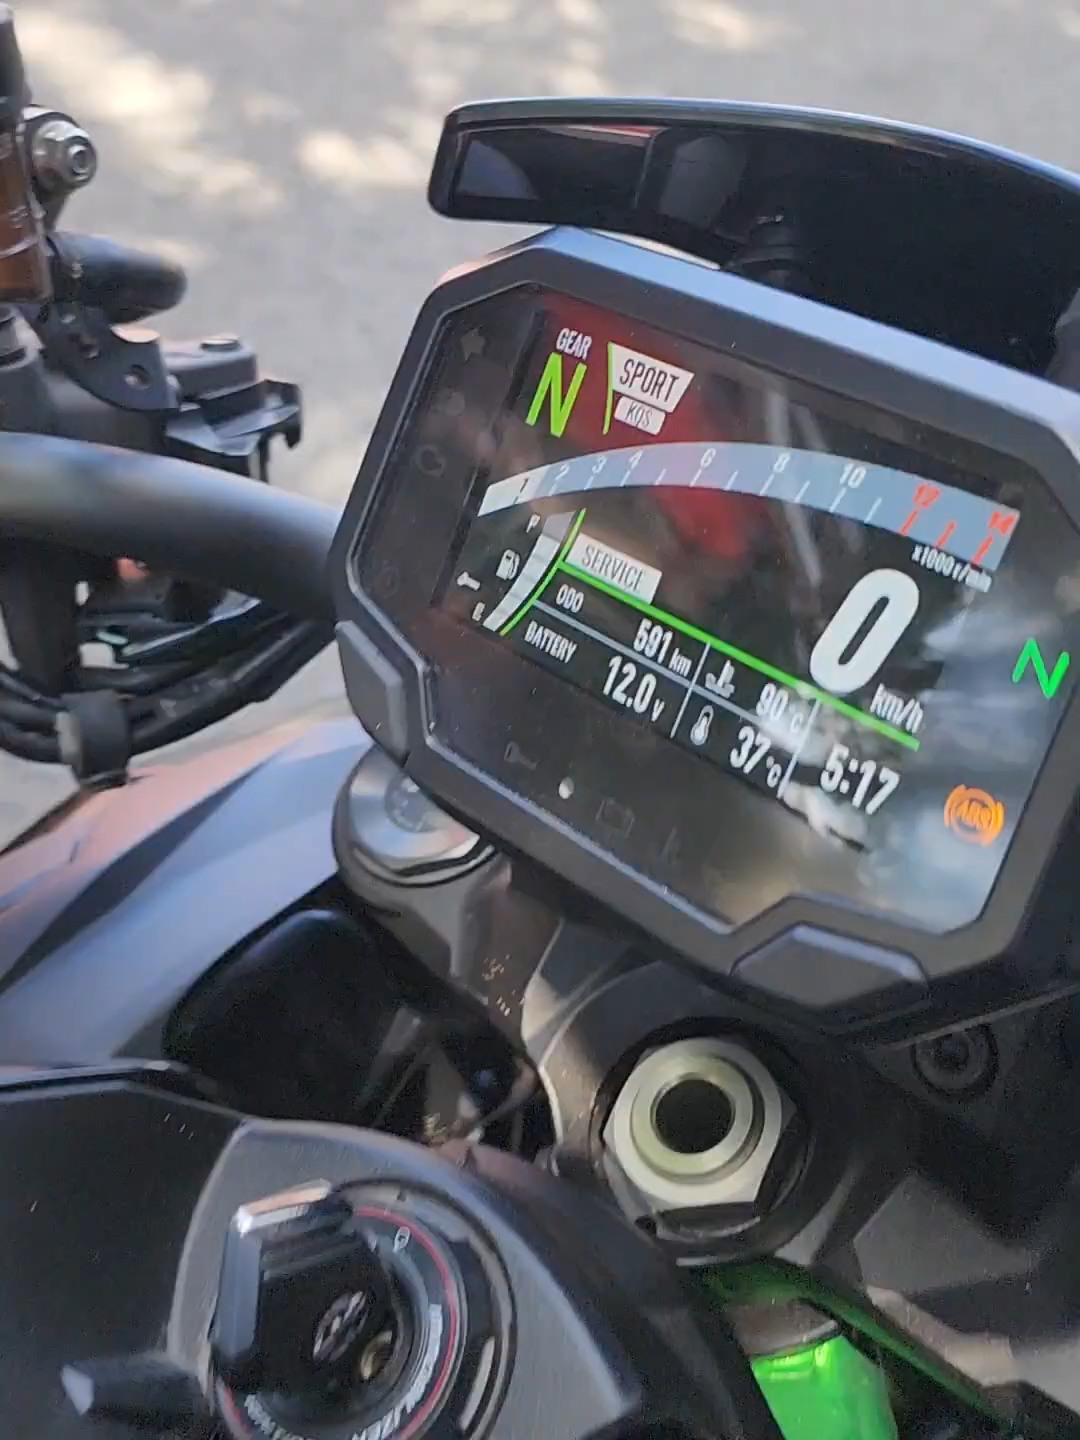 GEAR
N
SPORT
KQS
1 2 3 4 6 8 10 12 14
x1000 r/min
F
SERVICE
0
km/h
E
ODO
591 km
90 °C
BATTERY
12.0 V
37 °C
5:17
N
ABS